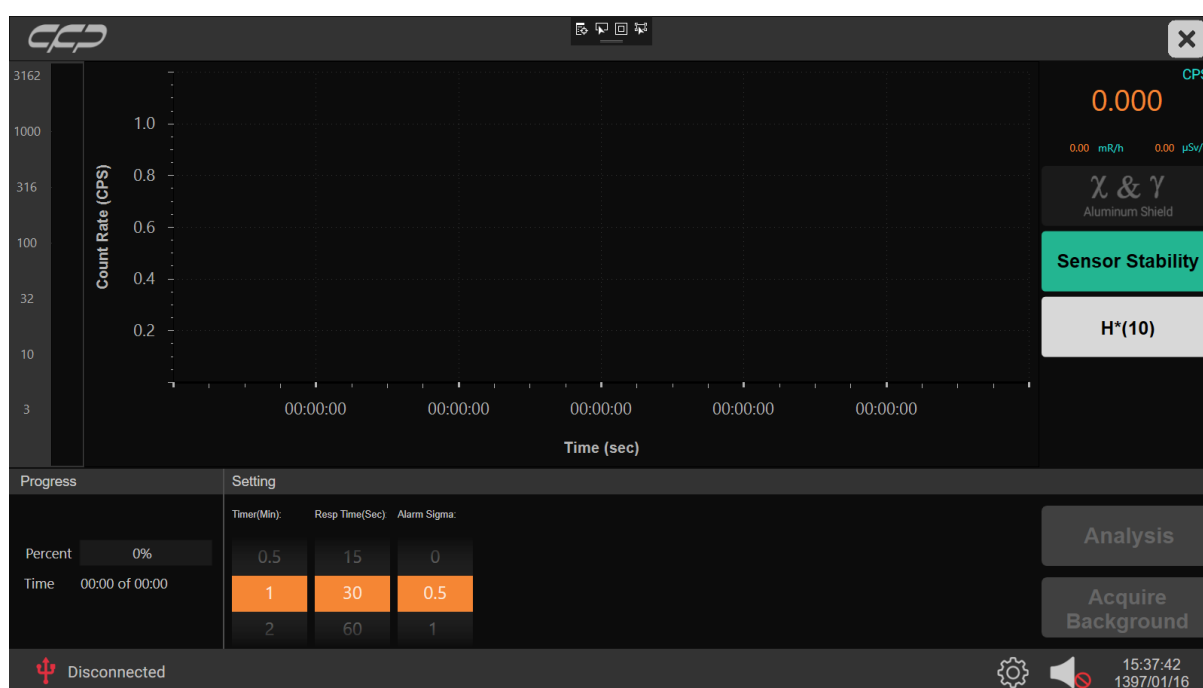 CCP
3162
1000
316
100
32
10
3
Count Rate (CPS)
1.0
0.8
0.6
0.4
0.2
00:00:00 00:00:00 00:00:00 00:00:00 00:00:00
Time (sec)
CPS
0.000
0.00 mR/h 0.00 µSv/
χ & γ
Aluminum Shield
Sensor Stability
H*(10)
Progress
Percent 0%
Time 00:00 of 00:00
Setting
Timer(Min): Resp Time(Sec): Alarm Sigma:
0.5 15 0
1 30 0.5
2 60 1
Analysis
Acquire
Background
Disconnected
15:37:42
1397/01/16